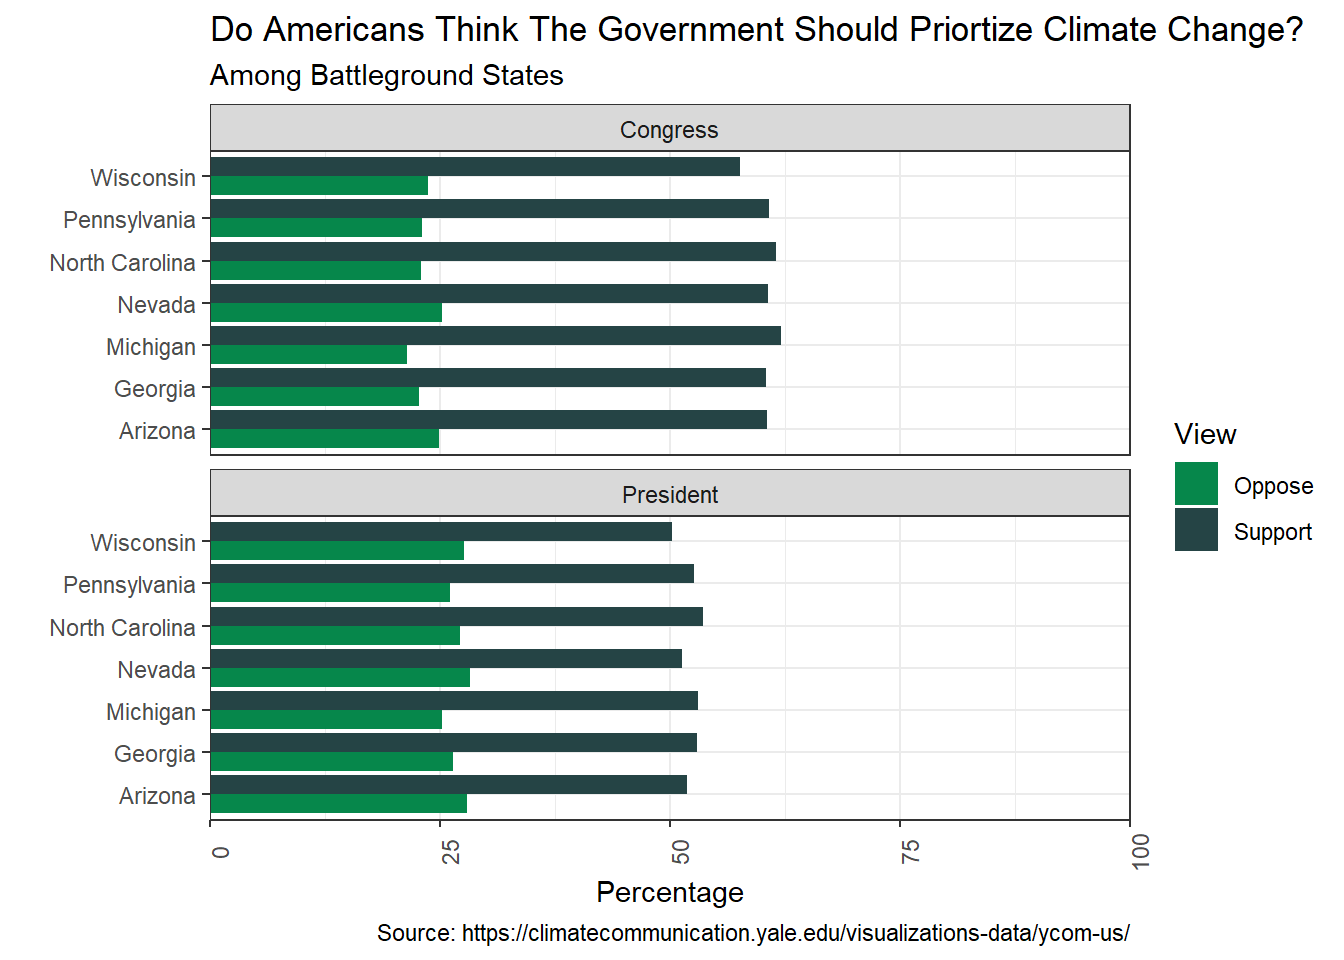 Do Americans Think The Government Should Priortize Climate Change?
Among Battleground States
Congress
Wisconsin
Pennsylvania
North Carolina
Nevada
Michigan
Georgia
Arizona
President
Wisconsin
Pennsylvania
North Carolina
Nevada
Michigan
Georgia
Arizona
0 25 50 75 100
Percentage
View
Oppose
Support
Source: https://climatecommunication.yale.edu/visualizations-data/ycom-us/